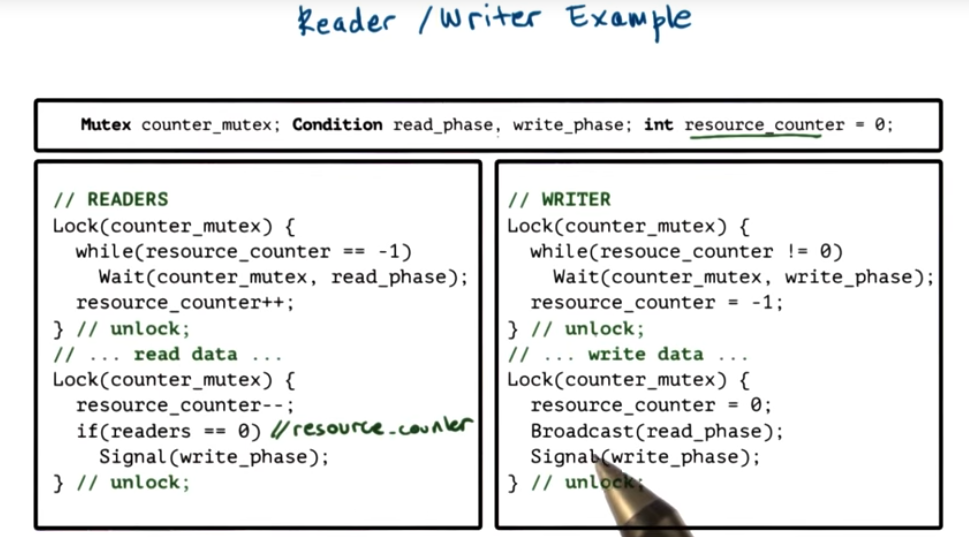 Reader / Writer Example
Mutex counter_mutex; Condition read_phase, write_phase; int resource_counter = 0;
// READERS
Lock(counter_mutex) {
while(resource_counter == -1)
Wait(counter_mutex, read_phase);
resource_counter++;
} // unlock;
// ... read data ...
Lock(counter_mutex) {
resource_counter--;
if(readers == 0) //resource_counter
Signal(write_phase);
} // unlock;
// WRITER
Lock(counter_mutex) {
while(resouce_counter != 0)
Wait(counter_mutex, write_phase);
resource_counter = -1;
} // unlock;
// ... write data ...
Lock(counter_mutex) {
resource_counter = 0;
Broadcast(read_phase);
Signal(write_phase);
} // unlock;